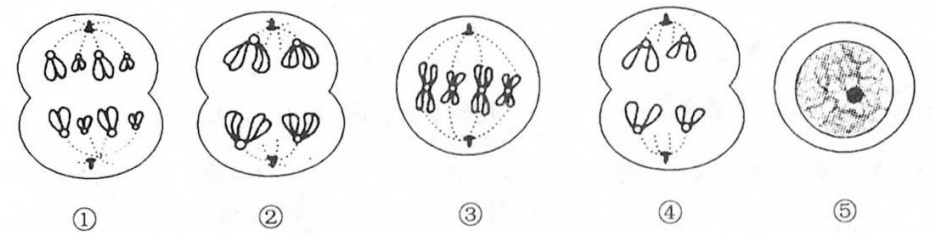 ① ② ③ ④ ⑤